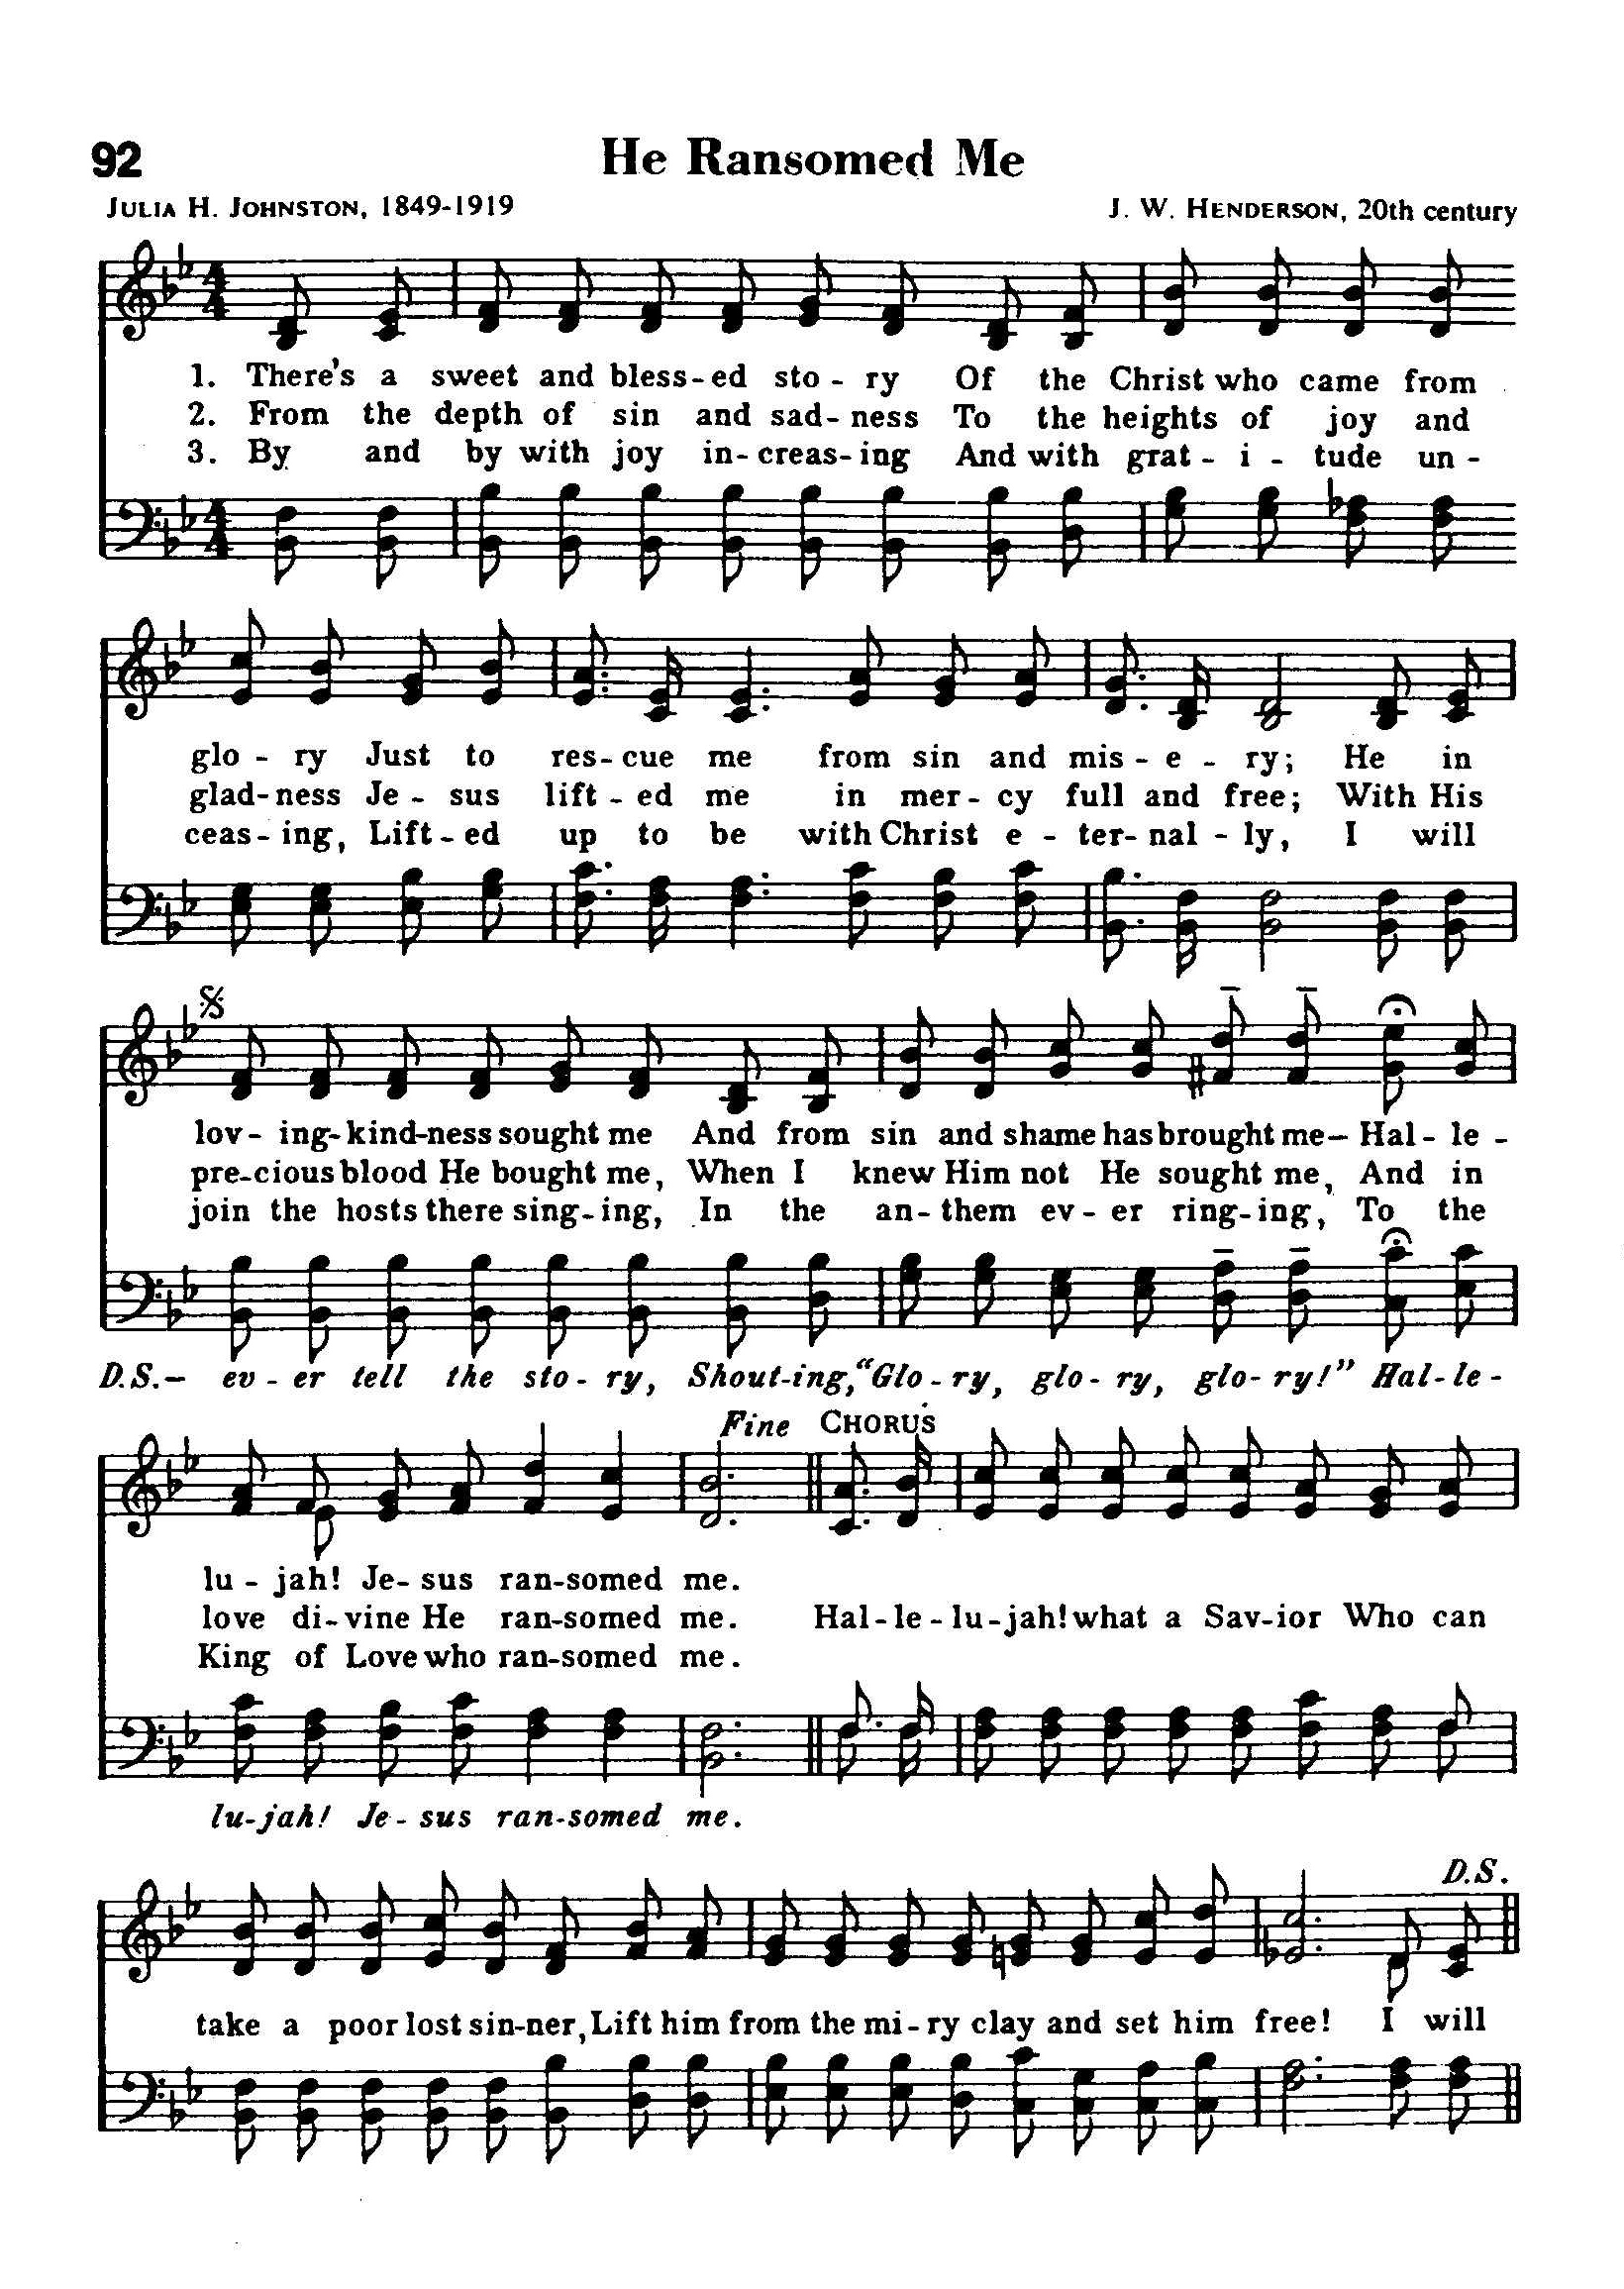 92 He Ransomed Me
JULIA H. JOHNSTON, 1849-1919 J. W. HENDERSON, 20th century
1. There's a sweet and bless-ed sto-ry Of the Christ who came from
2. From the depth of sin and sad-ness To the heights of joy and
3. By and by with joy in-creas-ing And with grat-i-tude un-
glo-ry Just to res-cue me from sin and mis-e-ry; He in
glad-ness Je-sus lift-ed me in mer-cy full and free; With His
ceas-ing, Lift-ed up to be with Christ e-ter-nal-ly, I will
lov-ing-kind-ness sought me And from sin and shame has brought me— Hal-le-
pre-cious blood He bought me, When I knew Him not He sought me, And in
join the hosts there sing-ing, In the an-them ev-er ring-ing, To the
D.S.— ev-er tell the sto-ry, Shout-ing, "Glo-ry, glo-ry, glo-ry!" Hal-le-
Fine CHORUS
lu-jah! Je-sus ran-somed me.
love di-vine He ran-somed me. Hal-le-lu-jah! what a Sav-ior Who can
King of Love who ran-somed me.
lu-jah! Je-sus ran-somed me.
D.S.
take a poor lost sin-ner, Lift him from the mi-ry clay and set him free! I will